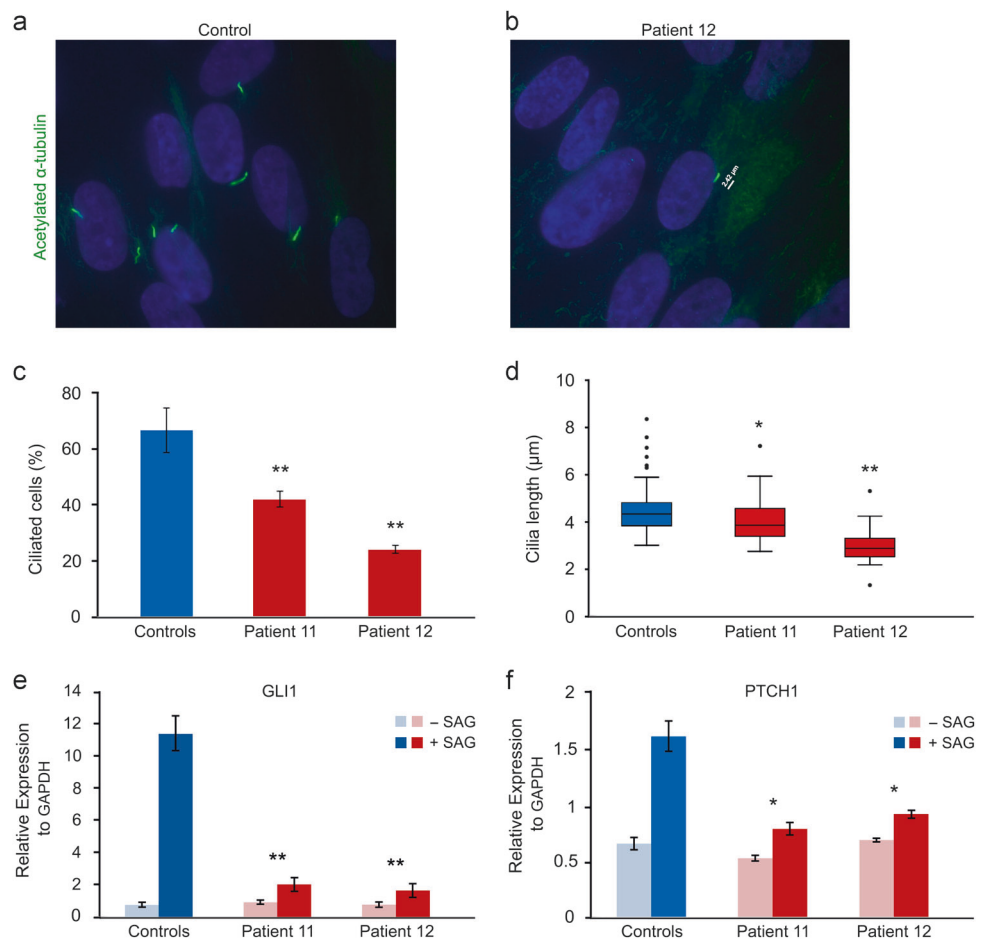 a
Control
Acetylated α-tubulin
b
Patient 12
2.42 µm
c
Ciliated cells (%)
80
60
40
20
0
**
**
Controls
Patient 11
Patient 12
d
Cilia length (µm)
10
8
6
4
2
0
*
**
Controls
Patient 11
Patient 12
e
GLI1
Relative Expression
to GAPDH
14
12
10
8
6
4
2
0
– SAG
+ SAG
**
**
Controls
Patient 11
Patient 12
f
PTCH1
Relative Expression
to GAPDH
2
1.5
1
0.5
0
– SAG
+ SAG
*
*
Controls
Patient 11
Patient 12